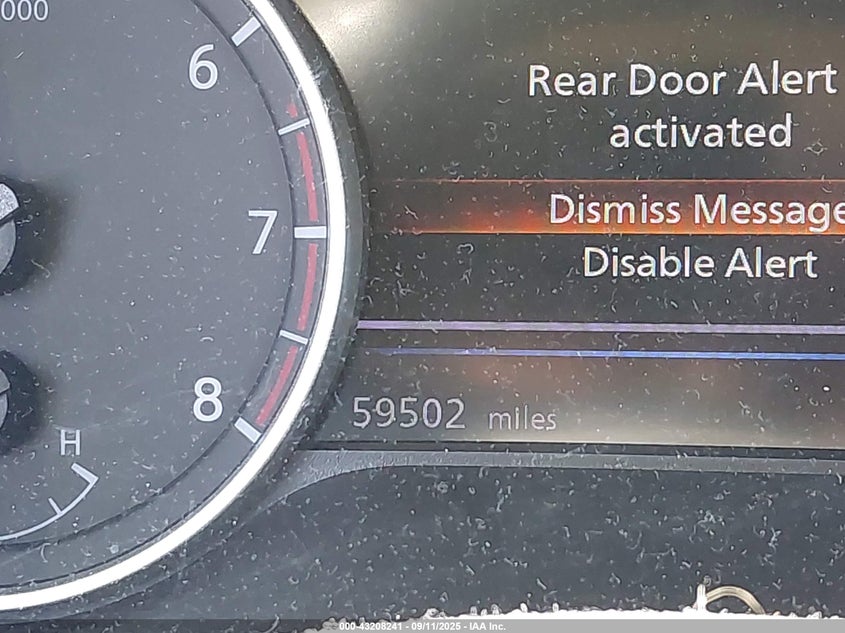 000
6
7
8
H
Rear Door Alert
activated
Dismiss Message
Disable Alert
59502 miles
000-43208241 - 09/11/2025 - IAA Inc.